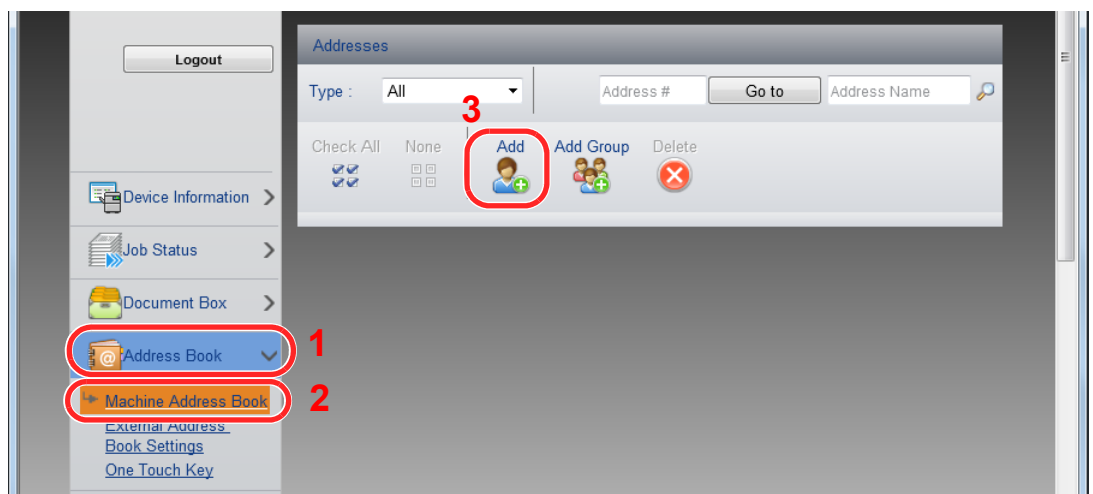 Logout
Addresses
Type :
All
Address #
Go to
Address Name
3
Check All
None
Add
Add Group
Delete
Device Information
Job Status
Document Box
Address Book
1
Machine Address Book
2
External Address
Book Settings
One Touch Key